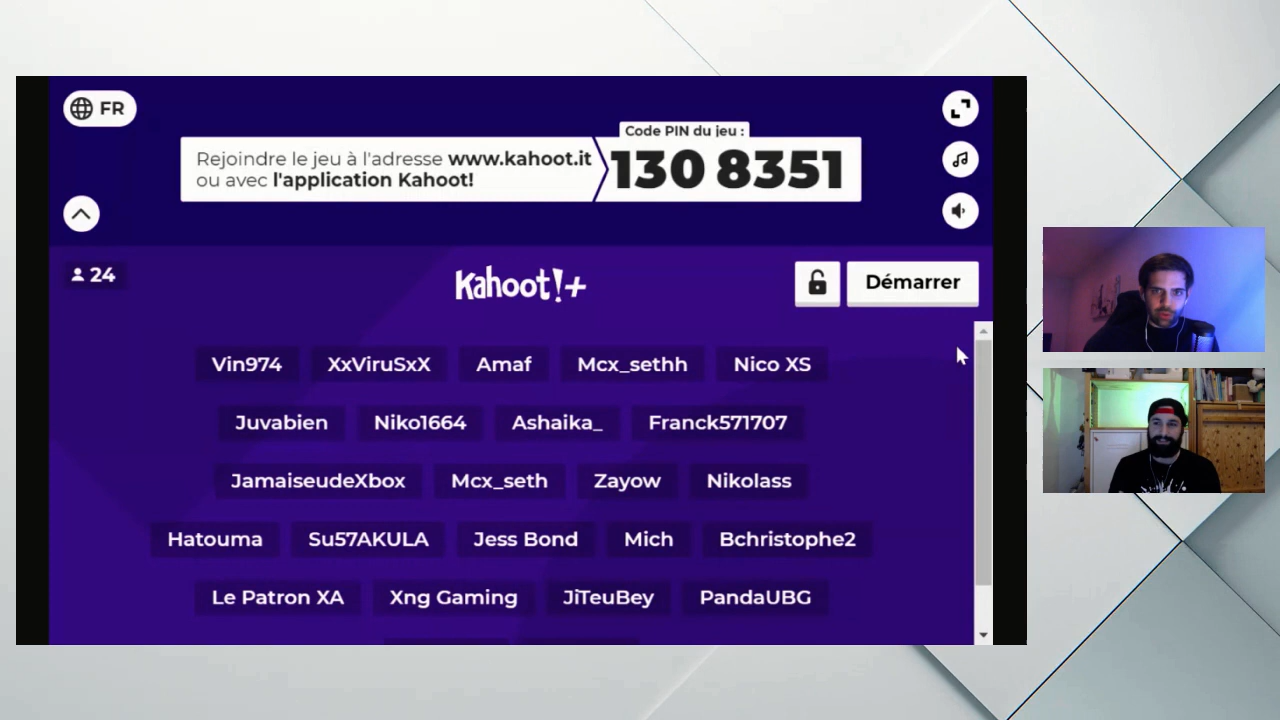 FR
Code PIN du jeu :
Rejoindre le jeu à l'adresse www.kahoot.it
ou avec l'application Kahoot!
130 8351
24
Kahoot!+
Démarrer
Vin974 XxViruSxX Amaf Mcx_sethh Nico XS
Juvabien Niko1664 Ashaika_ Franck571707
JamaiseudeXbox Mcx_seth Zayow Nikolass
Hatouma Su57AKULA Jess Bond Mich Bchristophe2
Le Patron XA Xng Gaming JiTeuBey PandaUBG